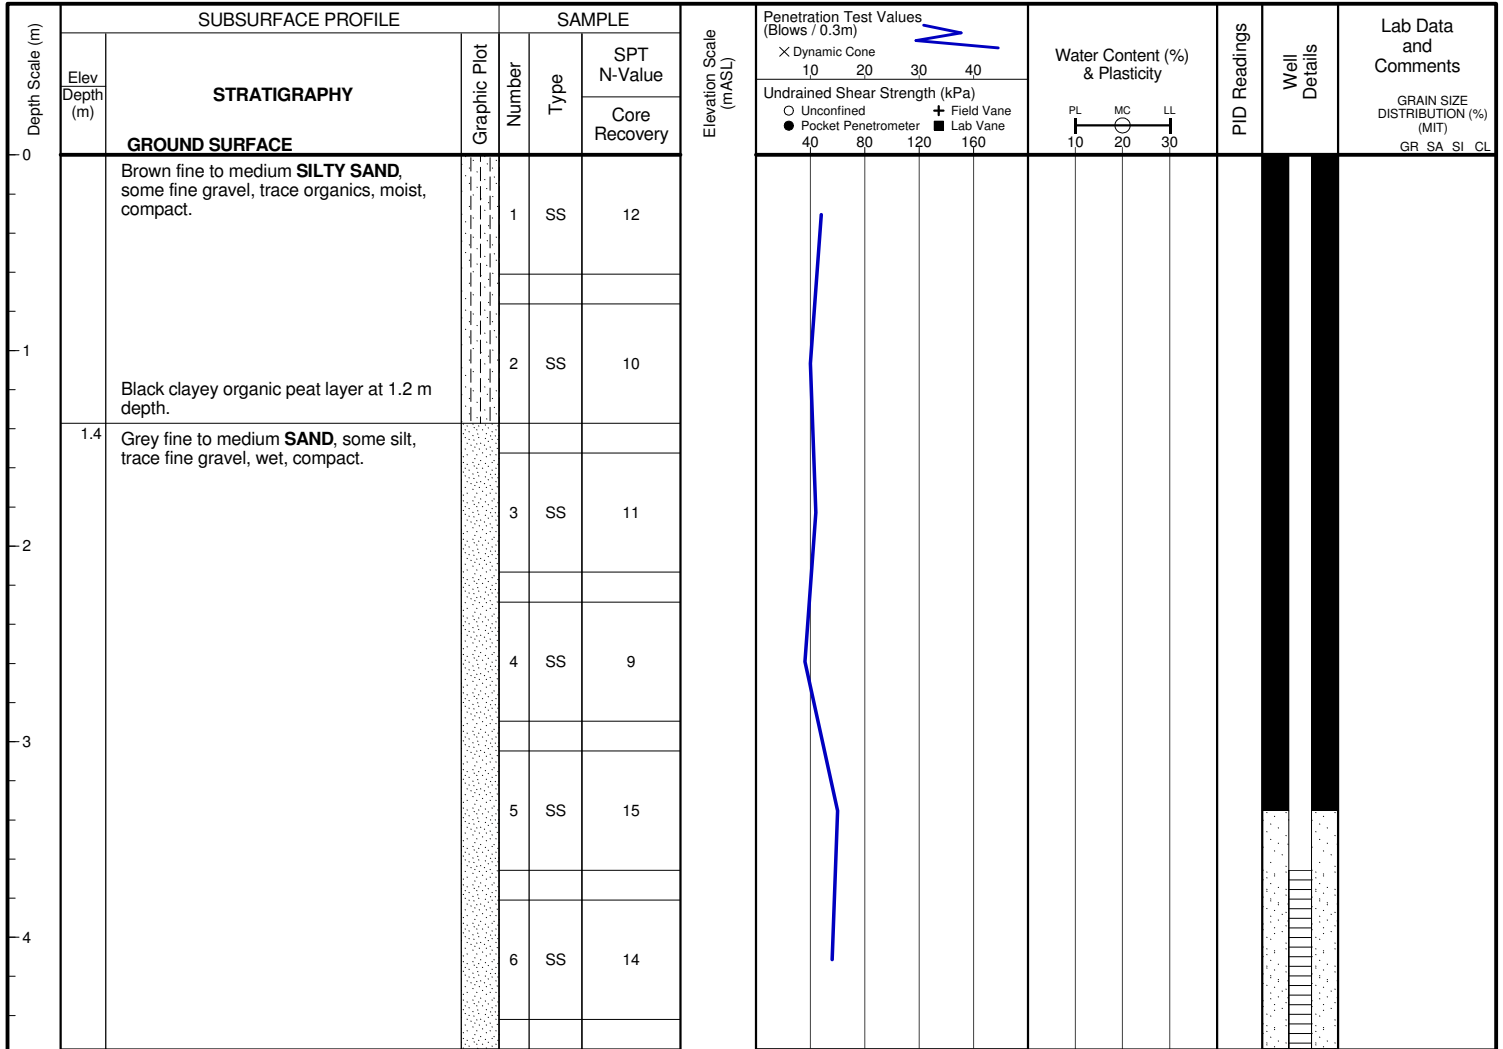 SUBSURFACE PROFILE
SAMPLE
Depth Scale (m)
Elev
Depth
(m)
STRATIGRAPHY
GROUND SURFACE
Graphic Plot
Number
Type
SPT
N-Value
Core
Recovery
Elevation Scale
(mASL)
Penetration Test Values
(Blows / 0.3m)
Dynamic Cone
10 20 30 40
Undrained Shear Strength (kPa)
Unconfined Field Vane
Pocket Penetrometer Lab Vane
40 80 120 160
Water Content (%)
& Plasticity
PL MC LL
10 20 30
PID Readings
Well
Details
Lab Data
and
Comments
GRAIN SIZE
DISTRIBUTION (%)
(MIT)
GR SA SI CL
0
Brown fine to medium SILTY SAND,
some fine gravel, trace organics, moist,
compact.
1 SS 12
1
2 SS 10
Black clayey organic peat layer at 1.2 m
depth.
1.4
Grey fine to medium SAND, some silt,
trace fine gravel, wet, compact.
3 SS 11
2
4 SS 9
3
5 SS 15
4
6 SS 14